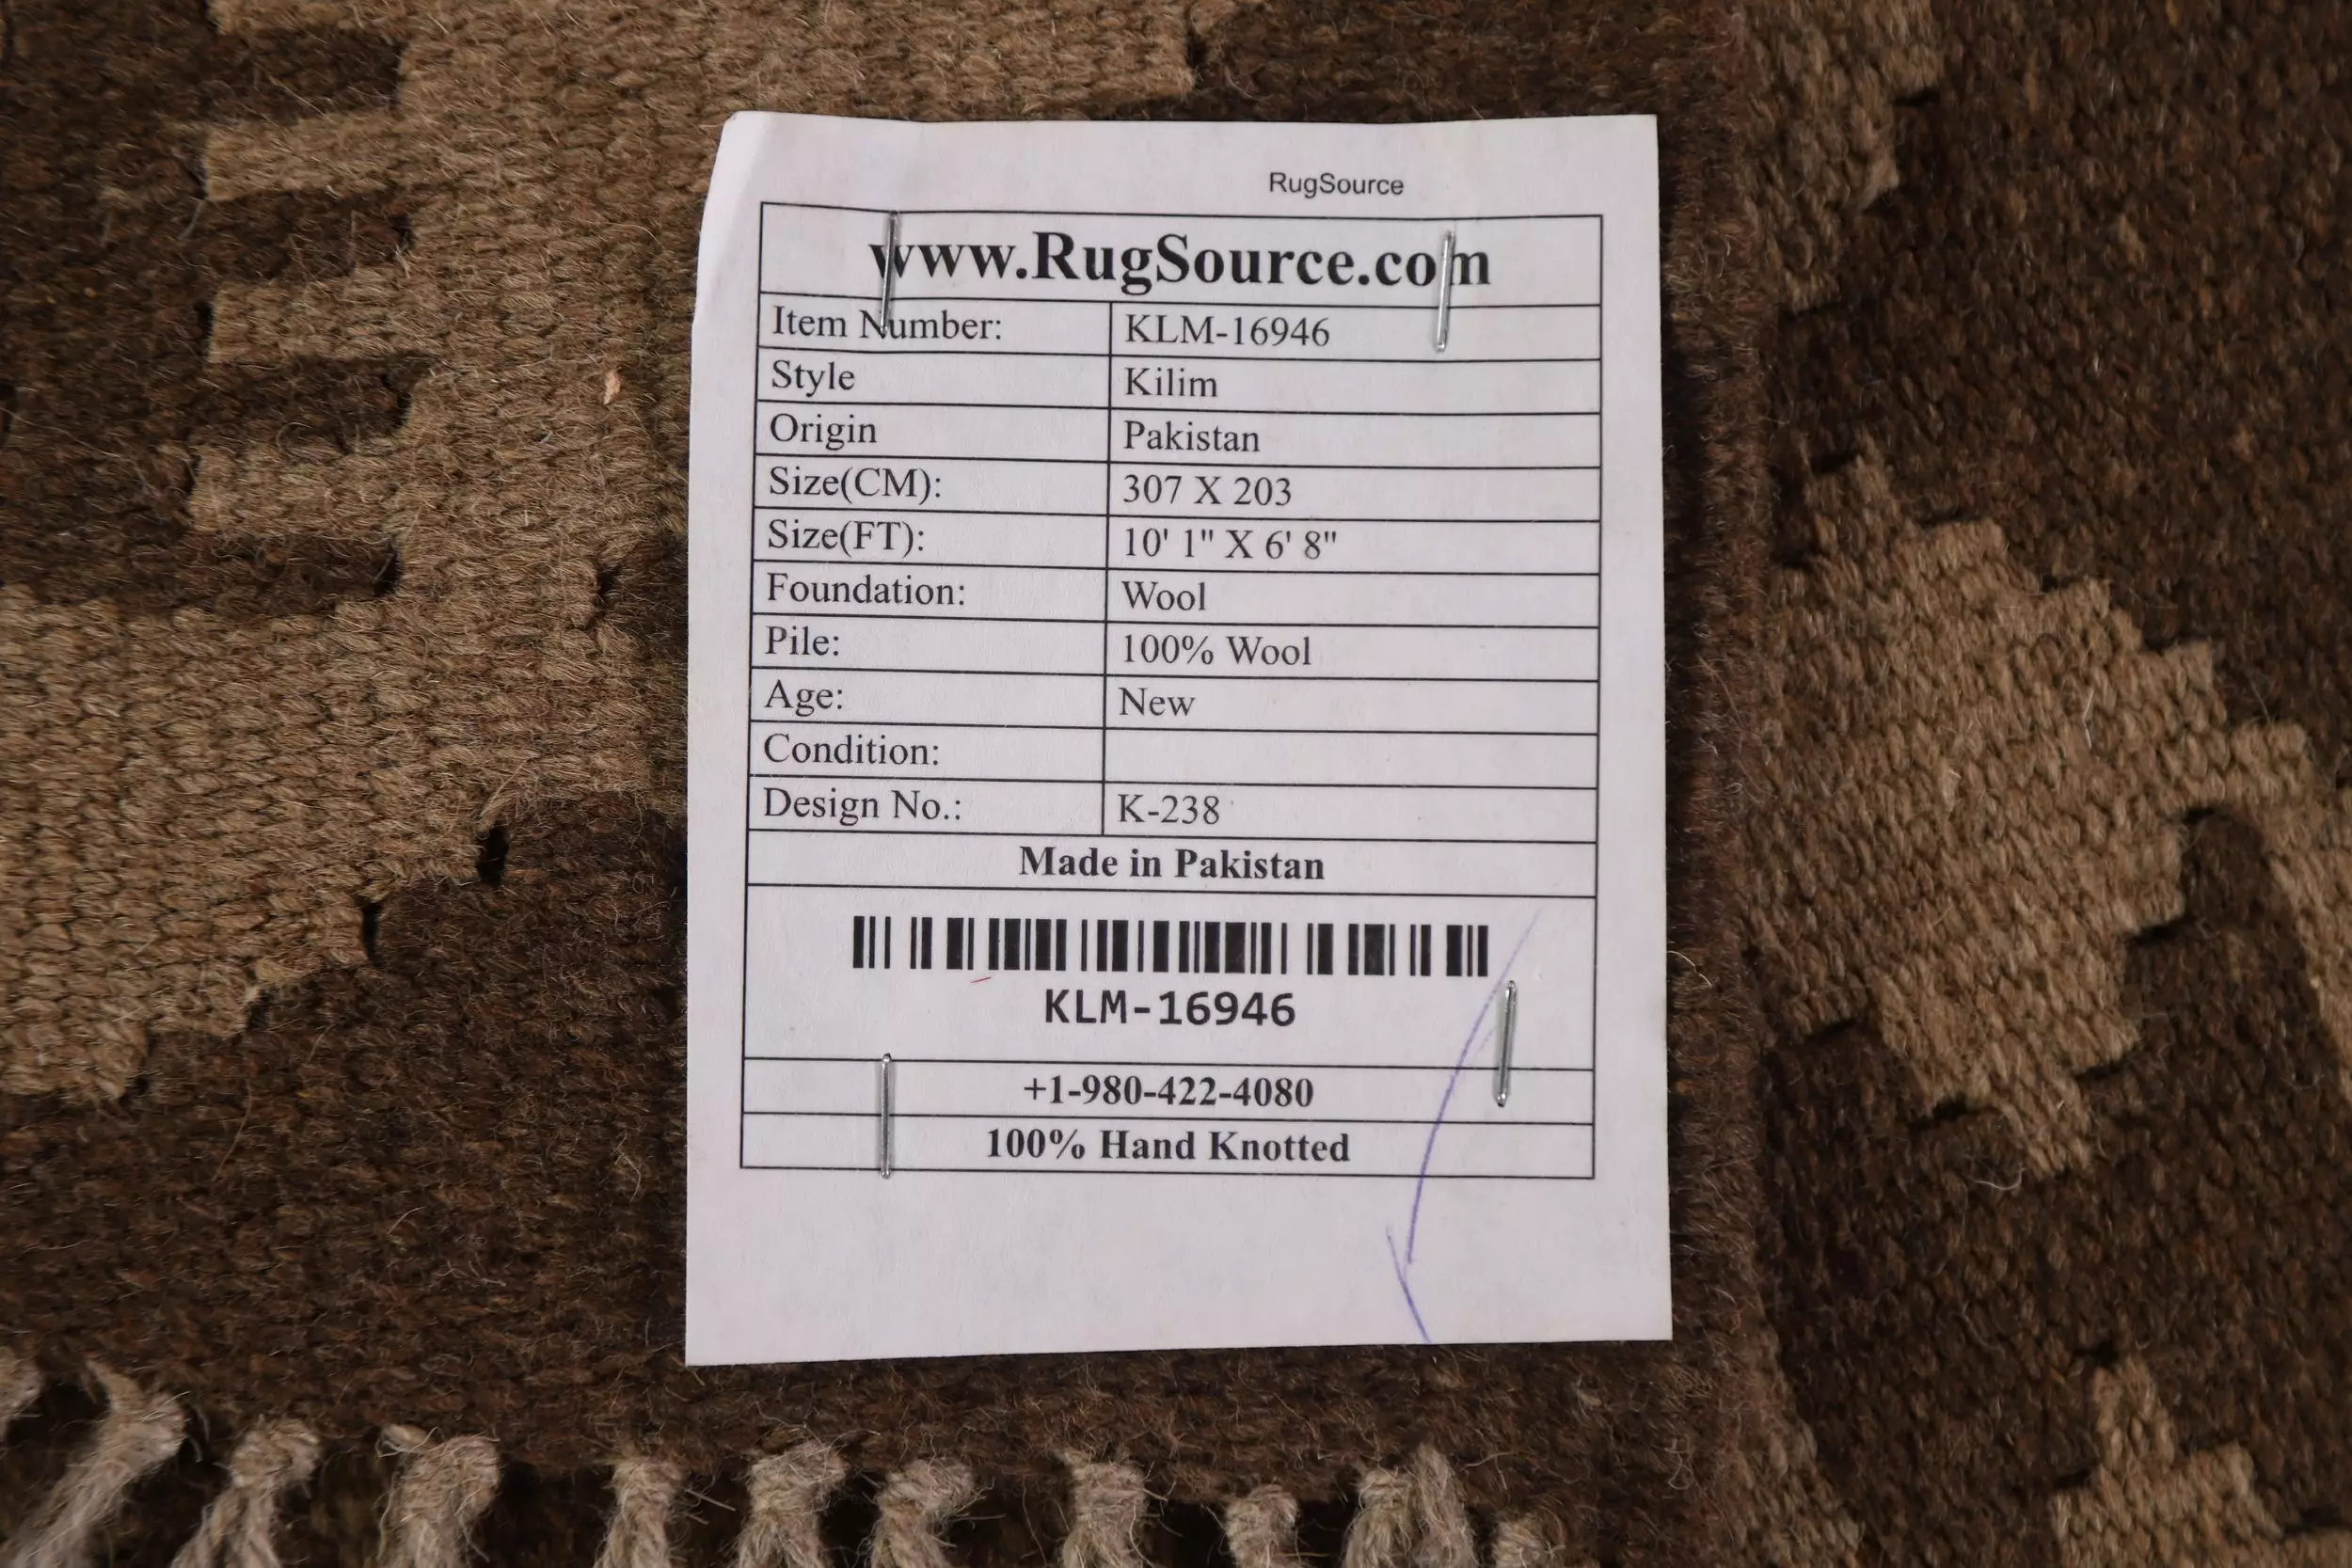 RugSource
www.RugSource.com
Item Number: KLM-16946
Style Kilim
Origin Pakistan
Size(CM): 307 X 203
Size(FT): 10' 1" X 6' 8"
Foundation: Wool
Pile: 100% Wool
Age: New
Condition:
Design No.: K-238
Made in Pakistan
KLM-16946
+1-980-422-4080
100% Hand Knotted